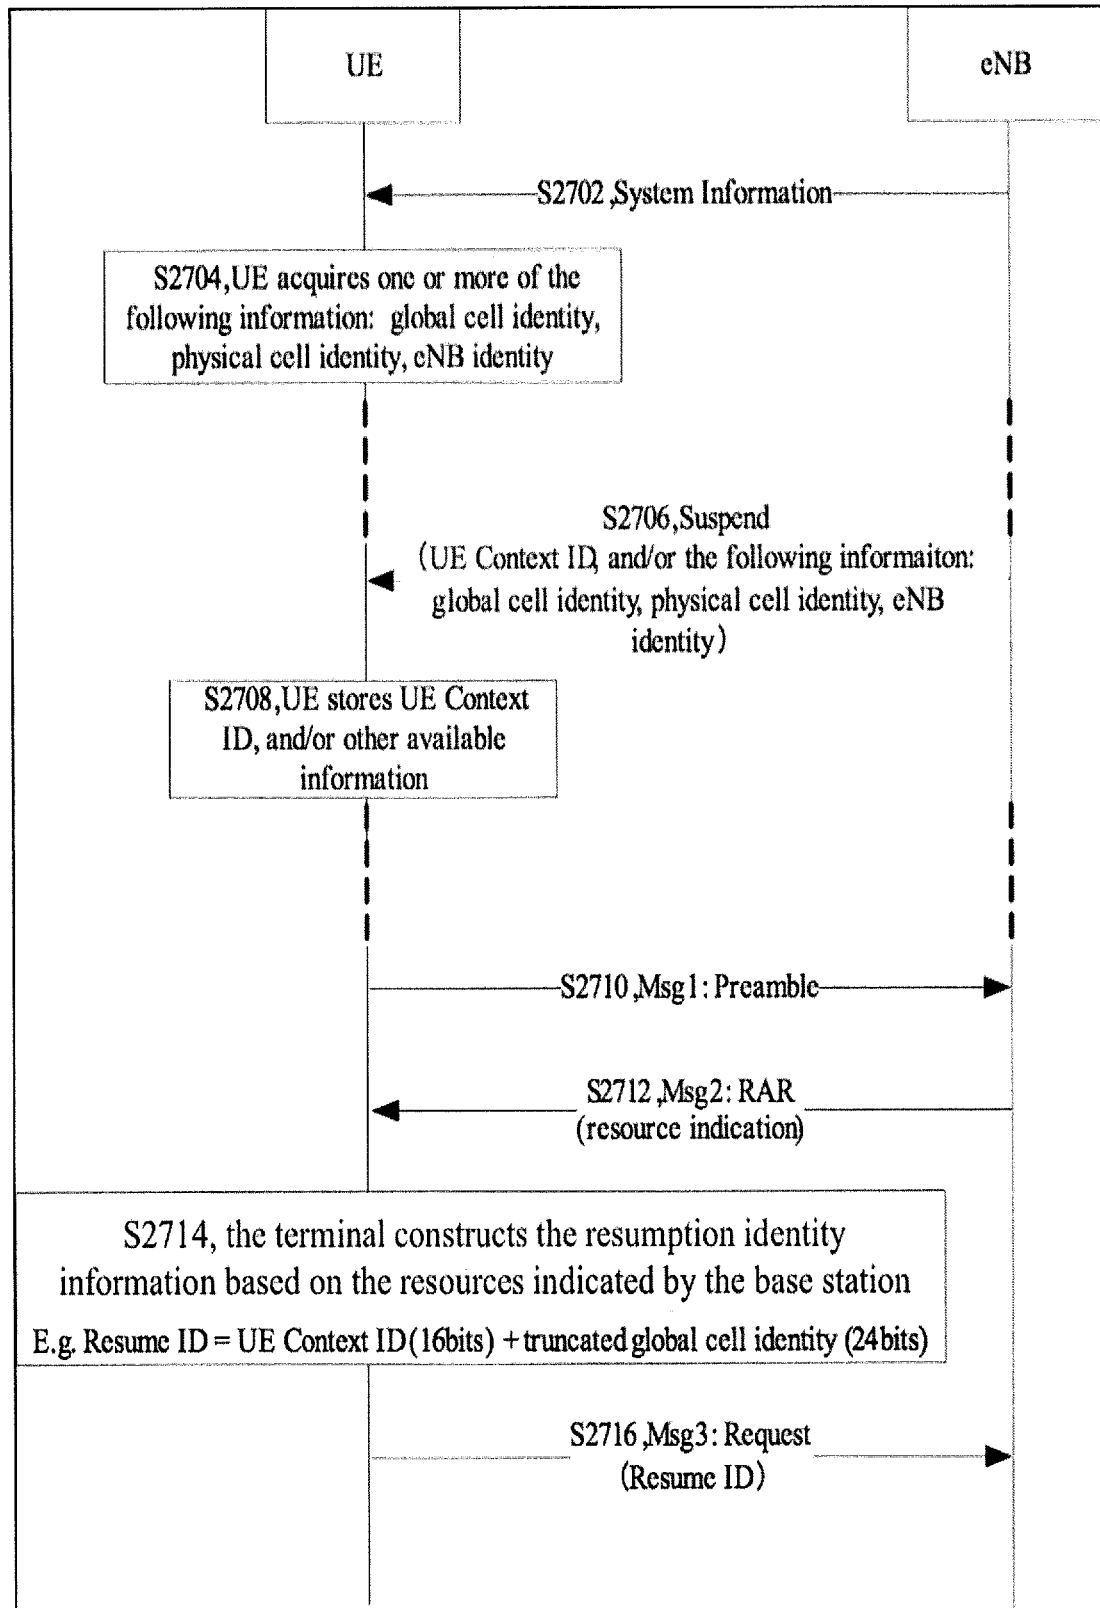 UE
eNB
S2702,System Information
S2704,UE acquires one or more of the
following information: global cell identity,
physical cell identity, eNB identity
S2706,Suspend
(UE Context ID, and/or the following informaiton:
global cell identity, physical cell identity, eNB
identity)
S2708,UE stores UE Context
ID, and/or other available
information
S2710,Msg1: Preamble
S2712,Msg2: RAR
(resource indication)
S2714, the terminal constructs the resumption identity
information based on the resources indicated by the base station
E.g. Resume ID = UE Context ID(16bits) + truncated global cell identity (24bits)
S2716,Msg3: Request
(Resume ID)